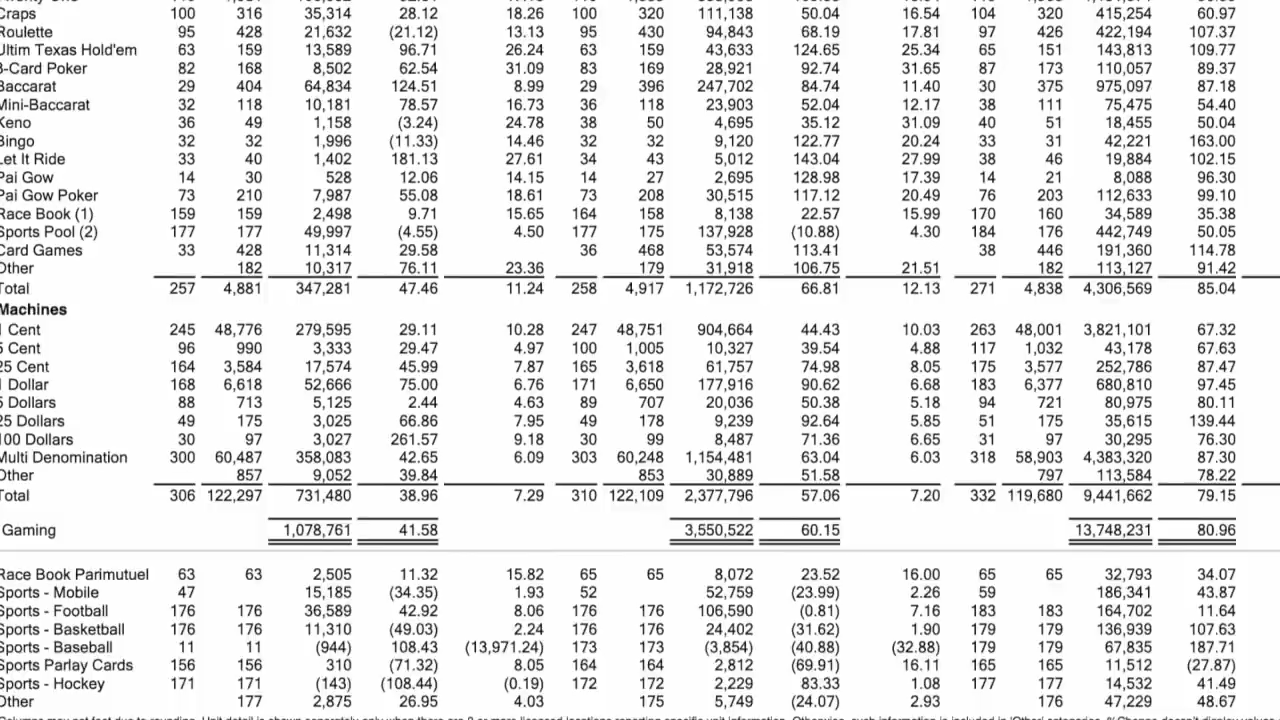 Craps 100 316 35,314 28.12 18.26 100 320 111,138 50.04 16.54 104 320 415,254 60.97
Roulette 95 428 21,632 (21.12) 13.13 95 430 94,843 68.19 17.81 97 426 422,194 107.37
Ultim Texas Hold'em 63 159 13,589 96.71 26.24 63 159 43,633 124.65 25.34 65 151 143,813 109.77
3-Card Poker 82 168 8,502 62.54 31.09 83 169 28,921 92.74 31.65 87 173 110,057 89.37
Baccarat 29 404 64,834 124.51 8.99 29 396 247,702 84.74 11.40 30 375 975,097 87.18
Mini-Baccarat 32 118 10,181 78.57 16.73 36 118 23,903 52.04 12.17 38 111 75,475 54.40
Keno 36 49 1,158 (3.24) 24.78 38 50 4,695 35.12 31.09 40 51 18,455 50.04
Bingo 32 32 1,996 (11.33) 14.46 32 32 9,120 122.77 20.24 33 31 42,221 163.00
Let It Ride 33 40 1,402 181.13 27.61 34 43 5,012 143.04 27.99 38 46 19,884 102.15
Pai Gow 14 30 528 12.06 14.15 14 27 2,695 128.98 17.39 14 21 8,088 96.30
Pai Gow Poker 73 210 7,987 55.08 18.61 73 208 30,515 117.12 20.49 76 203 112,633 99.10
Race Book (1) 159 159 2,498 9.71 15.65 164 158 8,138 22.57 15.99 170 160 34,589 35.38
Sports Pool (2) 177 177 49,997 (4.55) 4.50 177 175 137,928 (10.88) 4.30 184 176 442,749 50.05
Card Games 33 428 11,314 29.58 36 468 53,574 113.41 38 446 191,360 114.78
Other 182 10,317 76.11 23.36 179 31,918 106.75 21.51 182 113,127 91.42
Total 257 4,881 347,281 47.46 11.24 258 4,917 1,172,726 66.81 12.13 271 4,838 4,306,569 85.04
Machines
1 Cent 245 48,776 279,595 29.11 10.28 247 48,751 904,664 44.43 10.03 263 48,001 3,821,101 67.32
5 Cent 96 990 3,333 29.47 4.97 100 1,005 10,327 39.54 4.88 117 1,032 43,178 67.63
25 Cent 164 3,584 17,574 45.99 7.87 165 3,618 61,757 74.98 8.05 175 3,577 252,786 87.47
1 Dollar 168 6,618 52,666 75.00 6.76 171 6,650 177,916 90.62 6.68 183 6,377 680,810 97.45
5 Dollars 88 713 5,125 2.44 4.63 89 707 20,036 50.38 5.18 94 721 80,975 80.11
25 Dollars 49 175 3,025 66.86 7.95 49 178 9,239 92.64 5.85 51 175 35,615 139.44
100 Dollars 30 97 3,027 261.57 9.18 30 99 8,487 71.36 6.65 31 97 30,295 76.30
Multi Denomination 300 60,487 358,083 42.65 6.09 303 60,248 1,154,481 63.04 6.03 318 58,903 4,383,320 87.30
Other 857 9,052 39.84 853 30,889 51.58 797 113,584 78.22
Total 306 122,297 731,480 38.96 7.29 310 122,109 2,377,796 57.06 7.20 332 119,680 9,441,662 79.15
Gaming 1,078,761 41.58 3,550,522 60.15 13,748,231 80.96
Race Book Parimutuel 63 63 2,505 11.32 15.82 65 65 8,072 23.52 16.00 65 65 32,793 34.07
Sports - Mobile 47 15,185 (34.35) 1.93 52 52,759 (23.99) 2.26 59 186,341 43.87
Sports - Football 176 176 36,589 42.92 8.06 176 176 106,590 (0.81) 7.16 183 183 164,702 11.64
Sports - Basketball 176 176 11,310 (49.03) 2.24 176 176 24,402 (31.62) 1.90 179 179 136,939 107.63
Sports - Baseball 11 11 (944) 108.43 (13,971.24) 173 173 (3,854) (40.88) (32.88) 179 179 67,835 187.71
Sports Parlay Cards 156 156 310 (71.32) 8.05 164 164 2,812 (69.91) 16.11 165 165 11,512 (27.87)
Sports - Hockey 171 171 (143) (108.44) (0.19) 172 172 2,229 83.33 1.08 177 177 14,532 41.49
Other 177 2,875 26.95 4.03 175 5,749 (24.07) 2.93 176 47,229 48.67